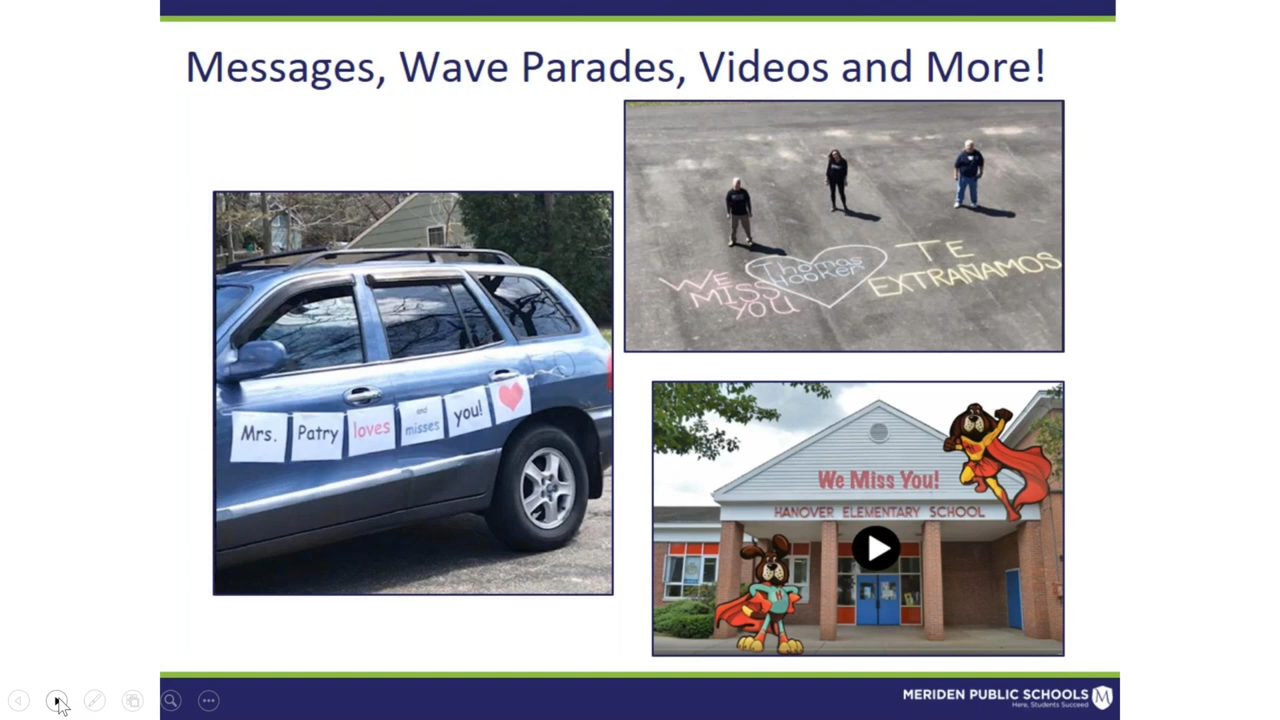 Messages, Wave Parades, Videos and More!
Mrs. Patry loves and misses you!
WE MISS YOU
Thomas Hooker
TE EXTRAÑAMOS
We Miss You!
HANOVER ELEMENTARY SCHOOL
H
MERIDEN PUBLIC SCHOOLS
Here, Students Succeed
M